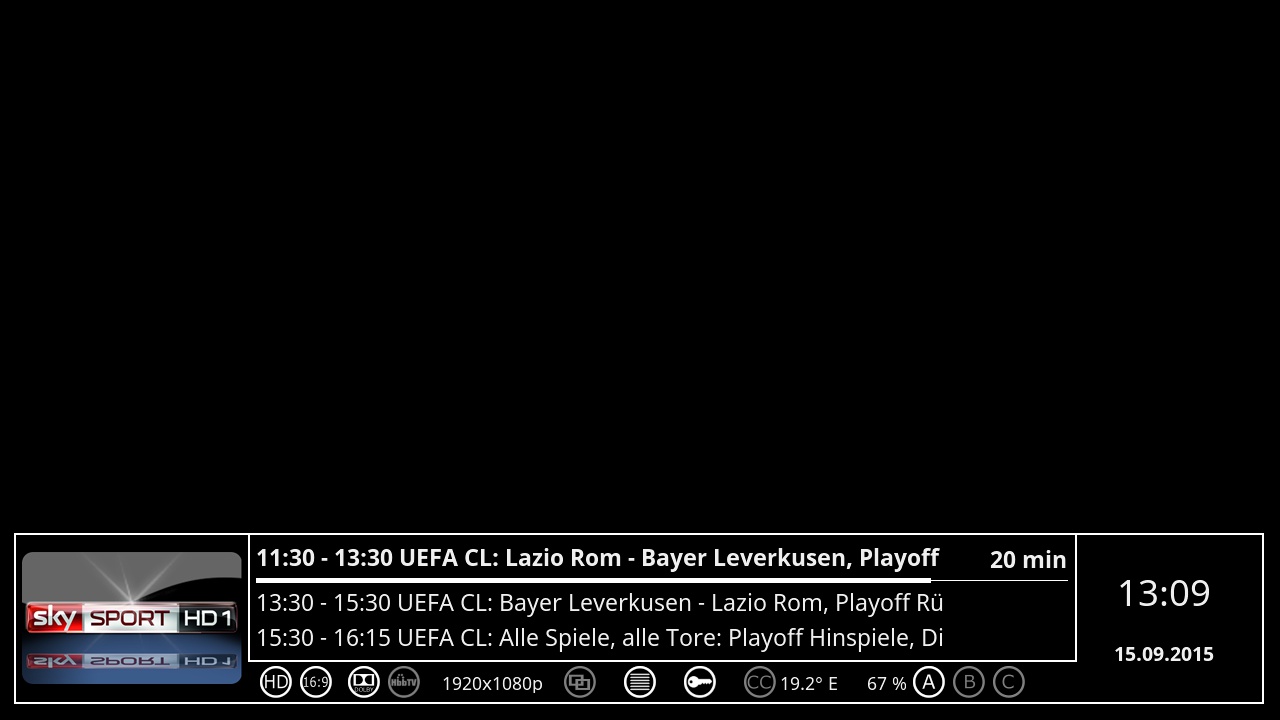 11:30 - 13:30 UEFA CL: Lazio Rom - Bayer Leverkusen, Playoff
20 min
13:30 - 15:30 UEFA CL: Bayer Leverkusen - Lazio Rom, Playoff Rü
15:30 - 16:15 UEFA CL: Alle Spiele, alle Tore: Playoff Hinspiele, Di
sky SPORT HD 1
13:09
15.09.2015
HD 16:9 DOLBY HbbTV 1920x1080p CC 19.2° E 67 % A B C